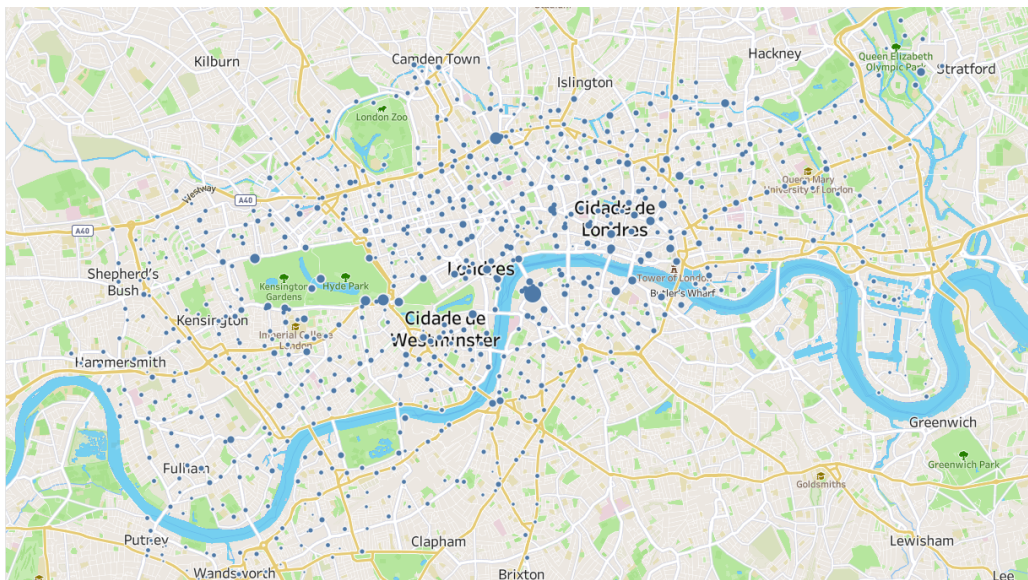 Kilburn
Camden Town
Hackney
Queen Elizabeth
Olympic Park
Stratford
Islington
London Zoo
Westway
A40
Queen Mary
University of London
Cidade de
Londres
A40
Shepherd's
Bush
Londres
Tower of London
Kensington
Gardens
Hyde Park
Butler's Wharf
Kensington
Imperial College
London
Cidade de
Westminster
Hammersmith
Greenwich
Fulham
Greenwich Park
Goldsmiths
Putney
Clapham
Lewisham
Wandsworth
Brixton
Lee